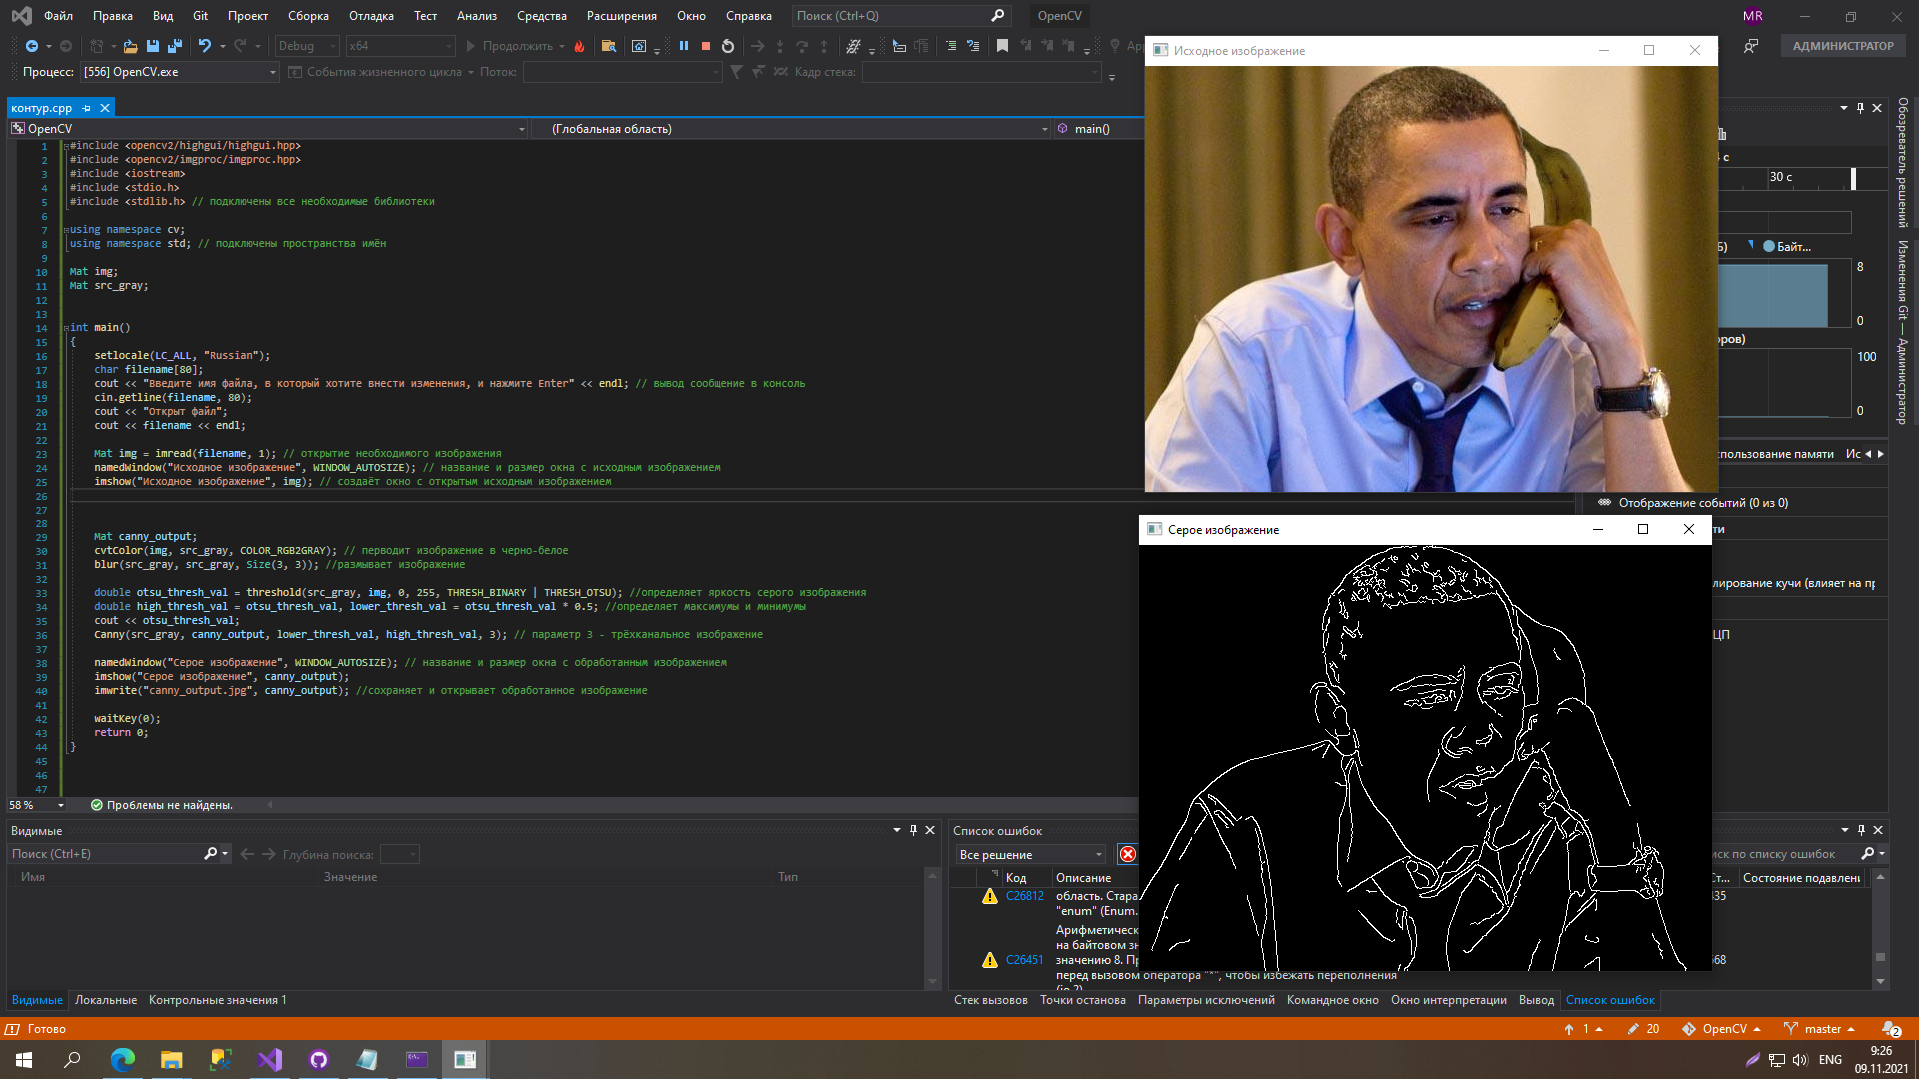 Файл Правка Вид Git Проект Сборка Отладка Тест Анализ Средства Расширения Окно Справка Поиск (Ctrl+Q) OpenCV MR
Debug x64 Продолжить АДМИНИСТРАТОР
Процесс: [556] OpenCV.exe События жизненного цикла Поток: Кадр стека:
контур.cpp
OpenCV (Глобальная область) main()
1 #include <opencv2/highgui/highgui.hpp>
2 #include <opencv2/imgproc/imgproc.hpp>
3 #include <iostream>
4 #include <stdio.h>
5 #include <stdlib.h> // подключены все необходимые библиотеки
6
7 using namespace cv;
8 using namespace std; // подключены пространства имён
9
10 Mat img;
11 Mat src_gray;
12
13
14 int main()
15 {
16 setlocale(LC_ALL, "Russian");
17 char filename[80];
18 cout << "Введите имя файла, в который хотите внести изменения, и нажмите Enter" << endl; // вывод сообщение в консоль
19 cin.getline(filename, 80);
20 cout << "Открыт файл";
21 cout << filename << endl;
22
23 Mat img = imread(filename, 1); // открытие необходимого изображения
24 namedWindow("Исходное изображение", WINDOW_AUTOSIZE); // название и размер окна с исходным изображением
25 imshow("Исходное изображение", img); // создаёт окно с открытым исходным изображением
26
27
28
29 Mat canny_output;
30 cvtColor(img, src_gray, COLOR_RGB2GRAY); // перводит изображение в черно-белое
31 blur(src_gray, src_gray, Size(3, 3)); //размывает изображение
32
33 double otsu_thresh_val = threshold(src_gray, img, 0, 255, THRESH_BINARY | THRESH_OTSU); //определяет яркость серого изображения
34 double high_thresh_val = otsu_thresh_val, lower_thresh_val = otsu_thresh_val * 0.5; //определяет максимумы и минимумы
35 cout << otsu_thresh_val;
36 Canny(src_gray, canny_output, lower_thresh_val, high_thresh_val, 3); // параметр 3 - трёхканальное изображение
37
38 namedWindow("Серое изображение", WINDOW_AUTOSIZE); // название и размер окна с обработанным изображением
39 imshow("Серое изображение", canny_output);
40 imwrite("canny_output.jpg", canny_output); //сохраняет и открывает обработанное изображение
41
42 waitKey(0);
43 return 0;
44 }
45
46
47
58 % Проблемы не найдены.
Исходное изображение
Серое изображение
30 с
Байт...
8
0
100
0
Обозреватель решений
Изменения Git — Администратор
спользование памяти Ис
Отображение событий (0 из 0)
ЦП
Видимые
Поиск (Ctrl+E) Глубина поиска:
Имя Значение Тип
Видимые Локальные Контрольные значения 1
Список ошибок
Все решение
Код Описание Состояние подавлени
C26812 область. Стара
"enum" (Enum.
Арифметическ
на байтовом зн
C26451 значению 8. Пр
перед вызовом оператора "*", чтобы избежать переполнения
(io.2)
Стек вызовов Точки останова Параметры исключений Командное окно Окно интерпретации Вывод Список ошибок
Готово 1 20 OpenCV master 2
ENG 9:26
09.11.2021